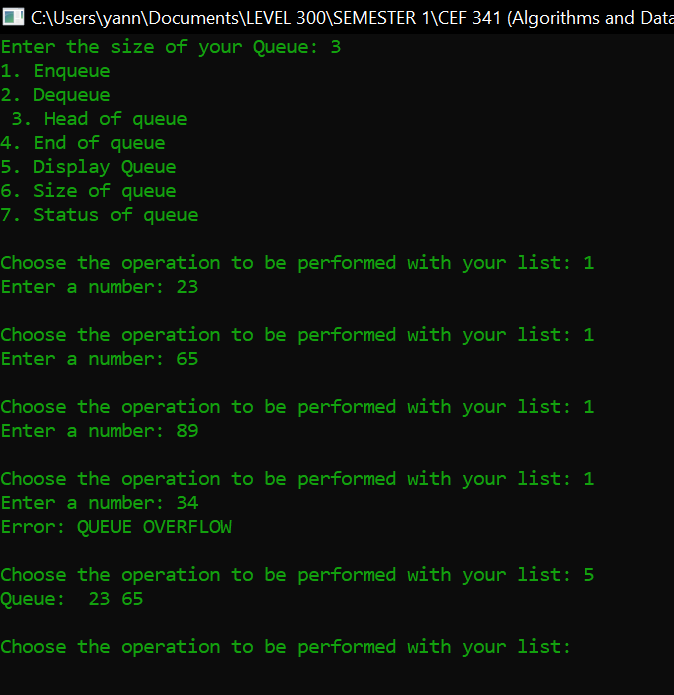 C:\Users\yann\Documents\LEVEL 300\SEMESTER 1\CEF 341 (Algorithms and Data
Enter the size of your Queue: 3
1. Enqueue
2. Dequeue
 3. Head of queue
4. End of queue
5. Display Queue
6. Size of queue
7. Status of queue

Choose the operation to be performed with your list: 1
Enter a number: 23

Choose the operation to be performed with your list: 1
Enter a number: 65

Choose the operation to be performed with your list: 1
Enter a number: 89

Choose the operation to be performed with your list: 1
Enter a number: 34
Error: QUEUE OVERFLOW

Choose the operation to be performed with your list: 5
Queue:  23 65

Choose the operation to be performed with your list: